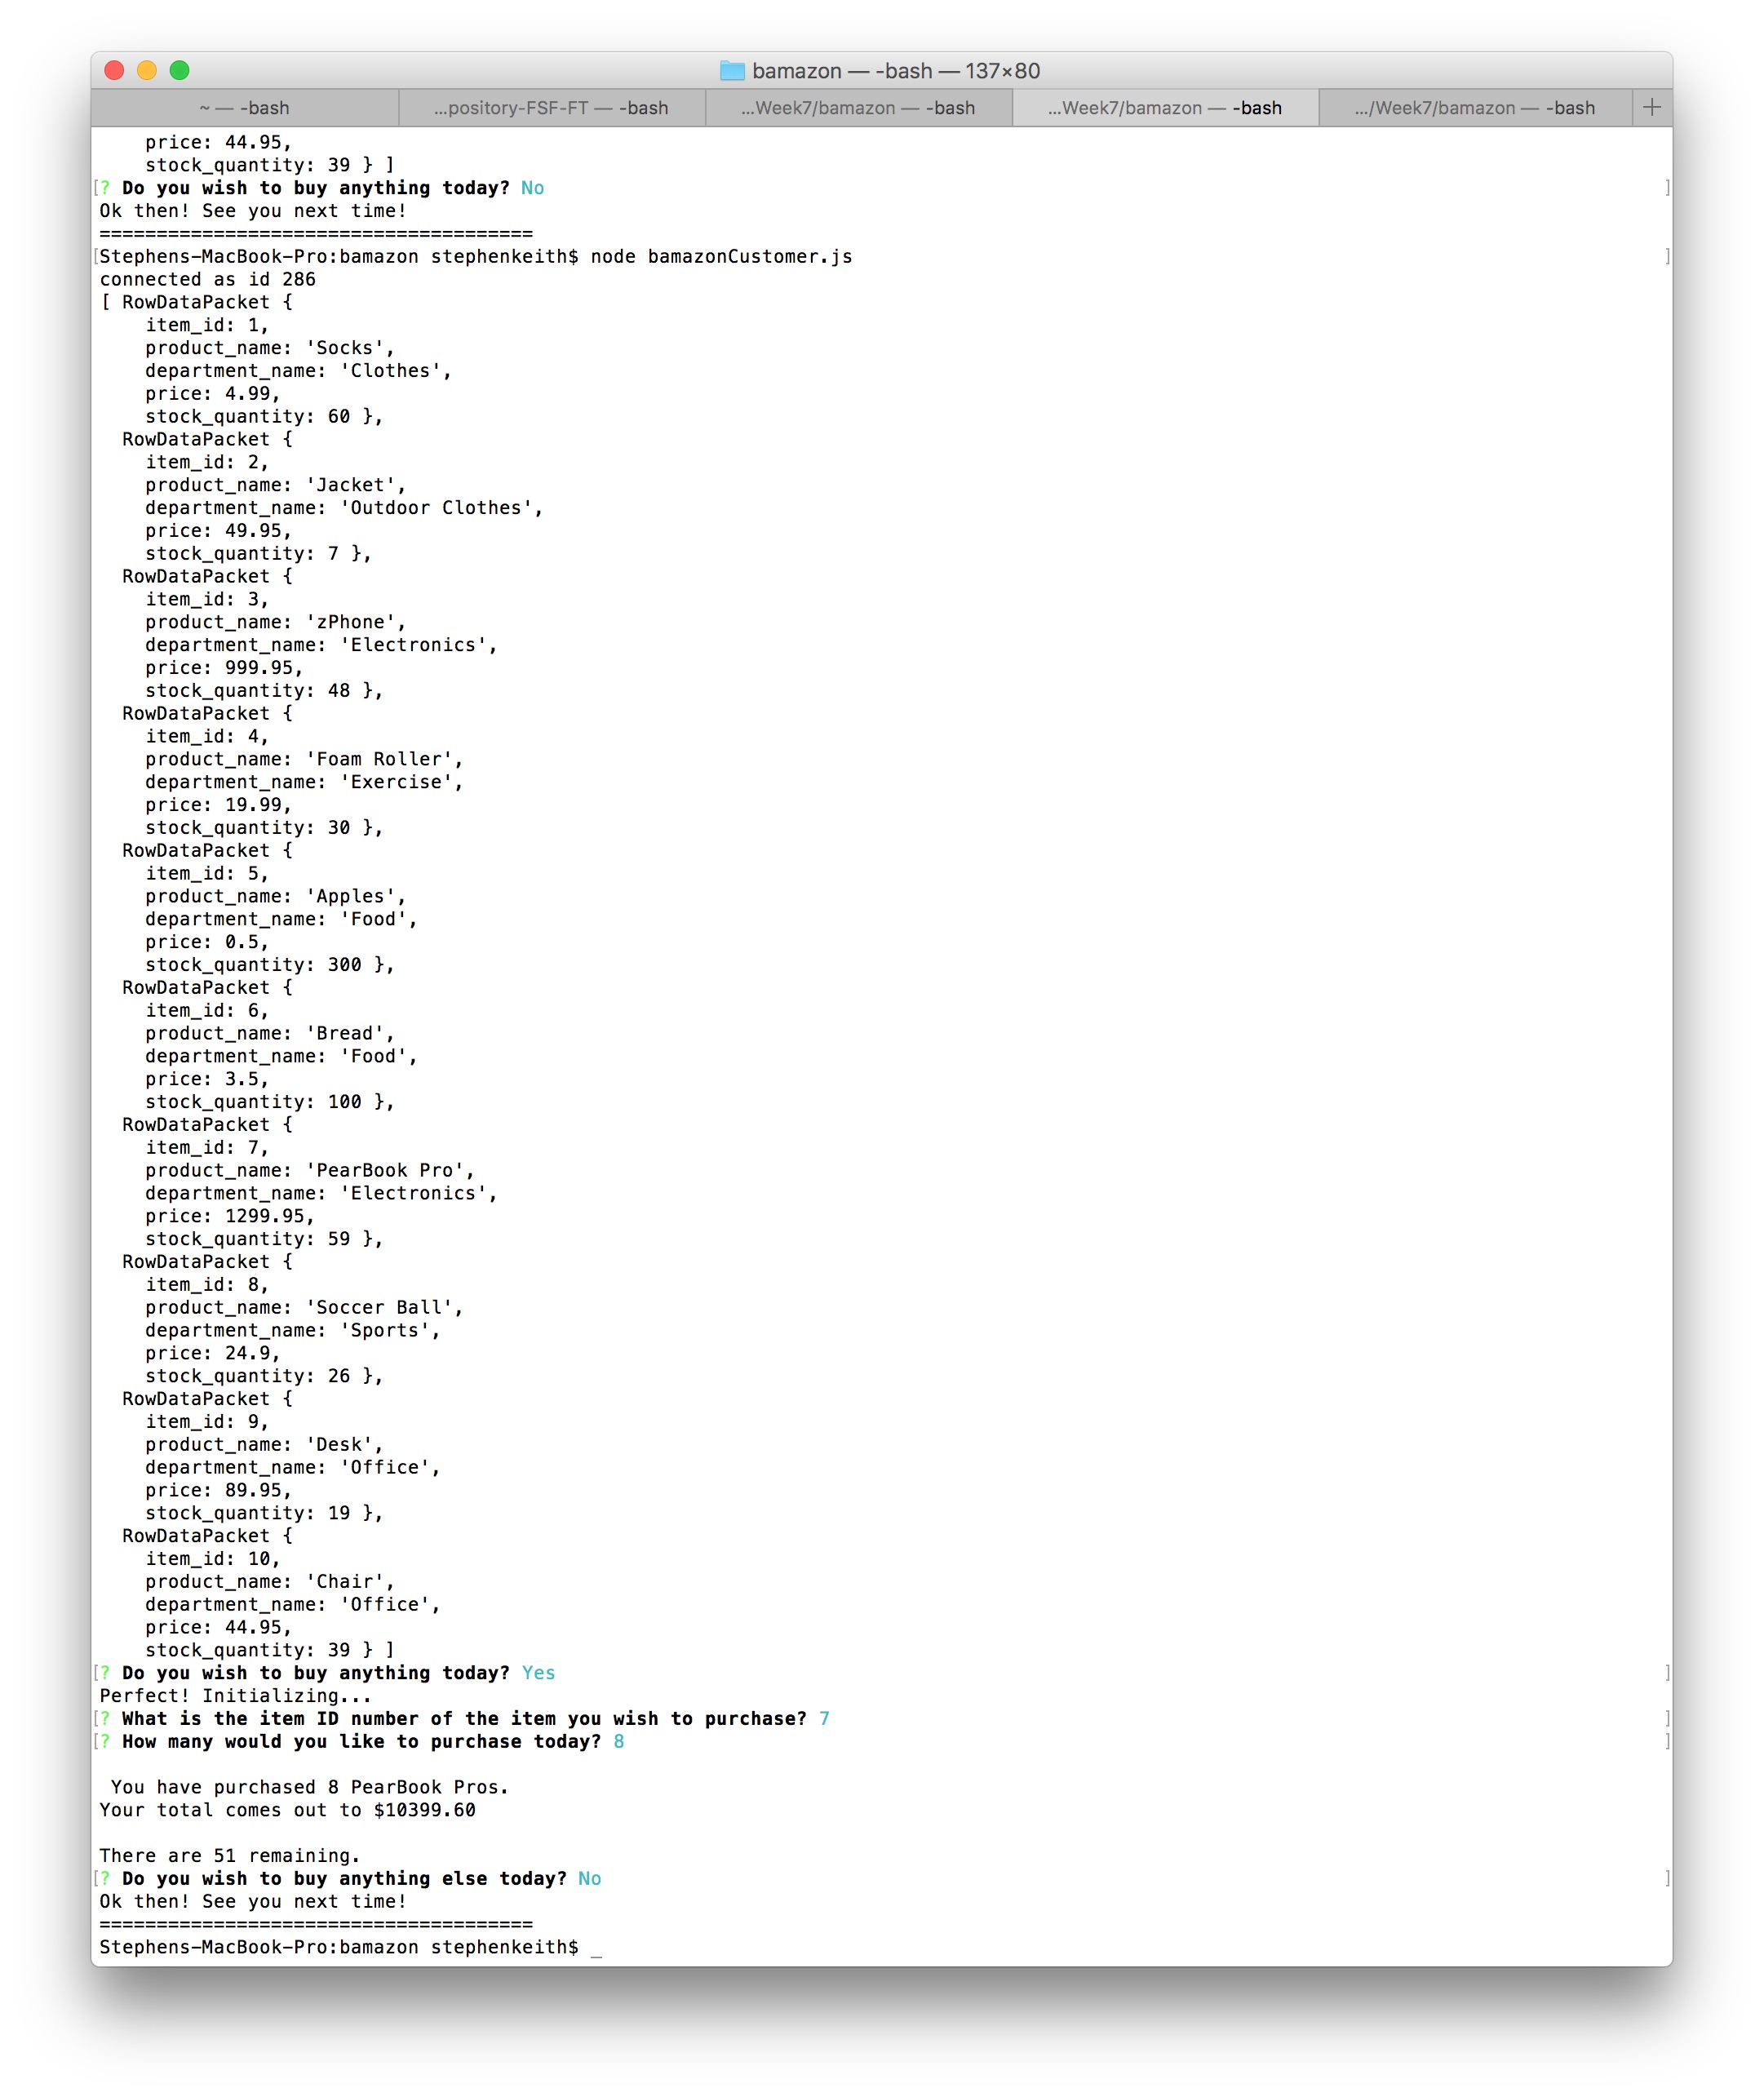 bamazon — -bash — 137×80
~ — -bash
...pository-FSF-FT — -bash
...Week7/bamazon — -bash
...Week7/bamazon — -bash
.../Week7/bamazon — -bash
    price: 44.95,
    stock_quantity: 39 } ]
[? Do you wish to buy anything today? No ]
Ok then! See you next time!
======================================
[Stephens-MacBook-Pro:bamazon stephenkeith$ node bamazonCustomer.js ]
connected as id 286
[ RowDataPacket {
    item_id: 1,
    product_name: 'Socks',
    department_name: 'Clothes',
    price: 4.99,
    stock_quantity: 60 },
  RowDataPacket {
    item_id: 2,
    product_name: 'Jacket',
    department_name: 'Outdoor Clothes',
    price: 49.95,
    stock_quantity: 7 },
  RowDataPacket {
    item_id: 3,
    product_name: 'zPhone',
    department_name: 'Electronics',
    price: 999.95,
    stock_quantity: 48 },
  RowDataPacket {
    item_id: 4,
    product_name: 'Foam Roller',
    department_name: 'Exercise',
    price: 19.99,
    stock_quantity: 30 },
  RowDataPacket {
    item_id: 5,
    product_name: 'Apples',
    department_name: 'Food',
    price: 0.5,
    stock_quantity: 300 },
  RowDataPacket {
    item_id: 6,
    product_name: 'Bread',
    department_name: 'Food',
    price: 3.5,
    stock_quantity: 100 },
  RowDataPacket {
    item_id: 7,
    product_name: 'PearBook Pro',
    department_name: 'Electronics',
    price: 1299.95,
    stock_quantity: 59 },
  RowDataPacket {
    item_id: 8,
    product_name: 'Soccer Ball',
    department_name: 'Sports',
    price: 24.9,
    stock_quantity: 26 },
  RowDataPacket {
    item_id: 9,
    product_name: 'Desk',
    department_name: 'Office',
    price: 89.95,
    stock_quantity: 19 },
  RowDataPacket {
    item_id: 10,
    product_name: 'Chair',
    department_name: 'Office',
    price: 44.95,
    stock_quantity: 39 } ]
[? Do you wish to buy anything today? Yes ]
Perfect! Initializing...
[? What is the item ID number of the item you wish to purchase? 7 ]
[? How many would you like to purchase today? 8 ]
 You have purchased 8 PearBook Pros.
Your total comes out to $10399.60
There are 51 remaining.
[? Do you wish to buy anything else today? No ]
Ok then! See you next time!
======================================
Stephens-MacBook-Pro:bamazon stephenkeith$ _